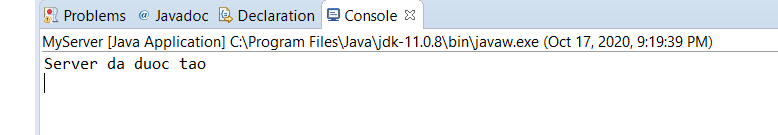 Problems @ Javadoc Declaration Console
MyServer [Java Application] C:\Program Files\Java\jdk-11.0.8\bin\javaw.exe (Oct 17, 2020, 9:19:39 PM)
Server da duoc tao